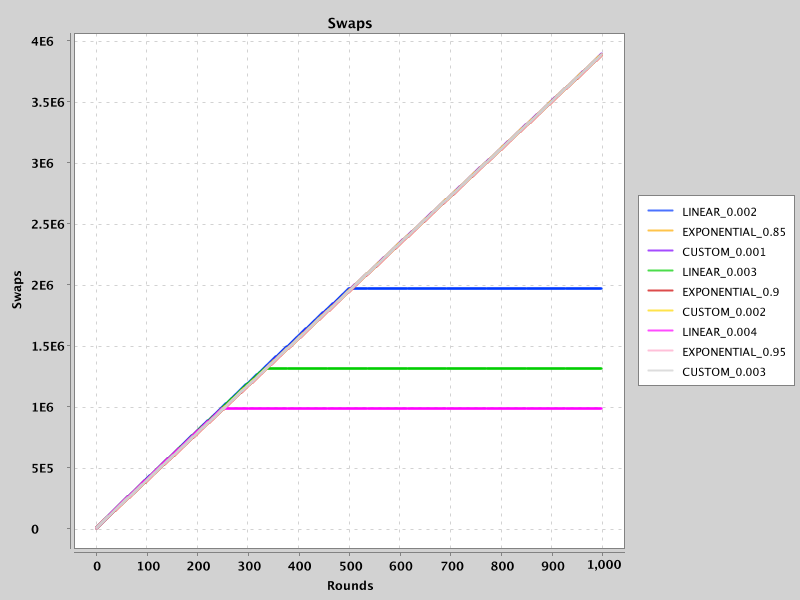 Swaps
4E6
3.5E6
3E6
2.5E6
2E6
1.5E6
1E6
5E5
0
Swaps
0 100 200 300 400 500 600 700 800 900 1,000
Rounds
LINEAR_0.002
EXPONENTIAL_0.85
CUSTOM_0.001
LINEAR_0.003
EXPONENTIAL_0.9
CUSTOM_0.002
LINEAR_0.004
EXPONENTIAL_0.95
CUSTOM_0.003